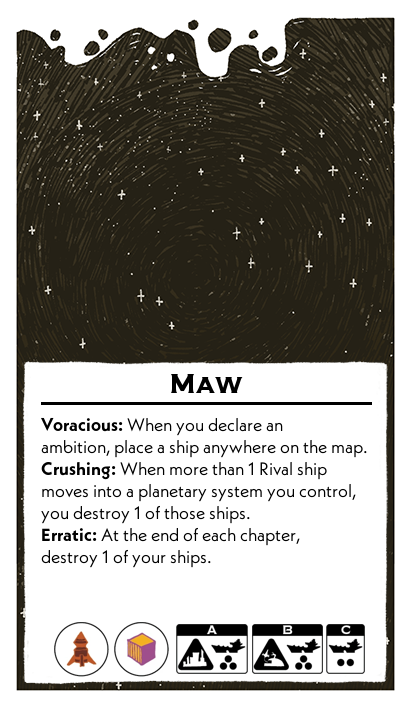 MAW
Voracious: When you declare an
ambition, place a ship anywhere on the map.
Crushing: When more than 1 Rival ship
moves into a planetary system you control,
you destroy 1 of those ships.
Erratic: At the end of each chapter,
destroy 1 of your ships.
A B C